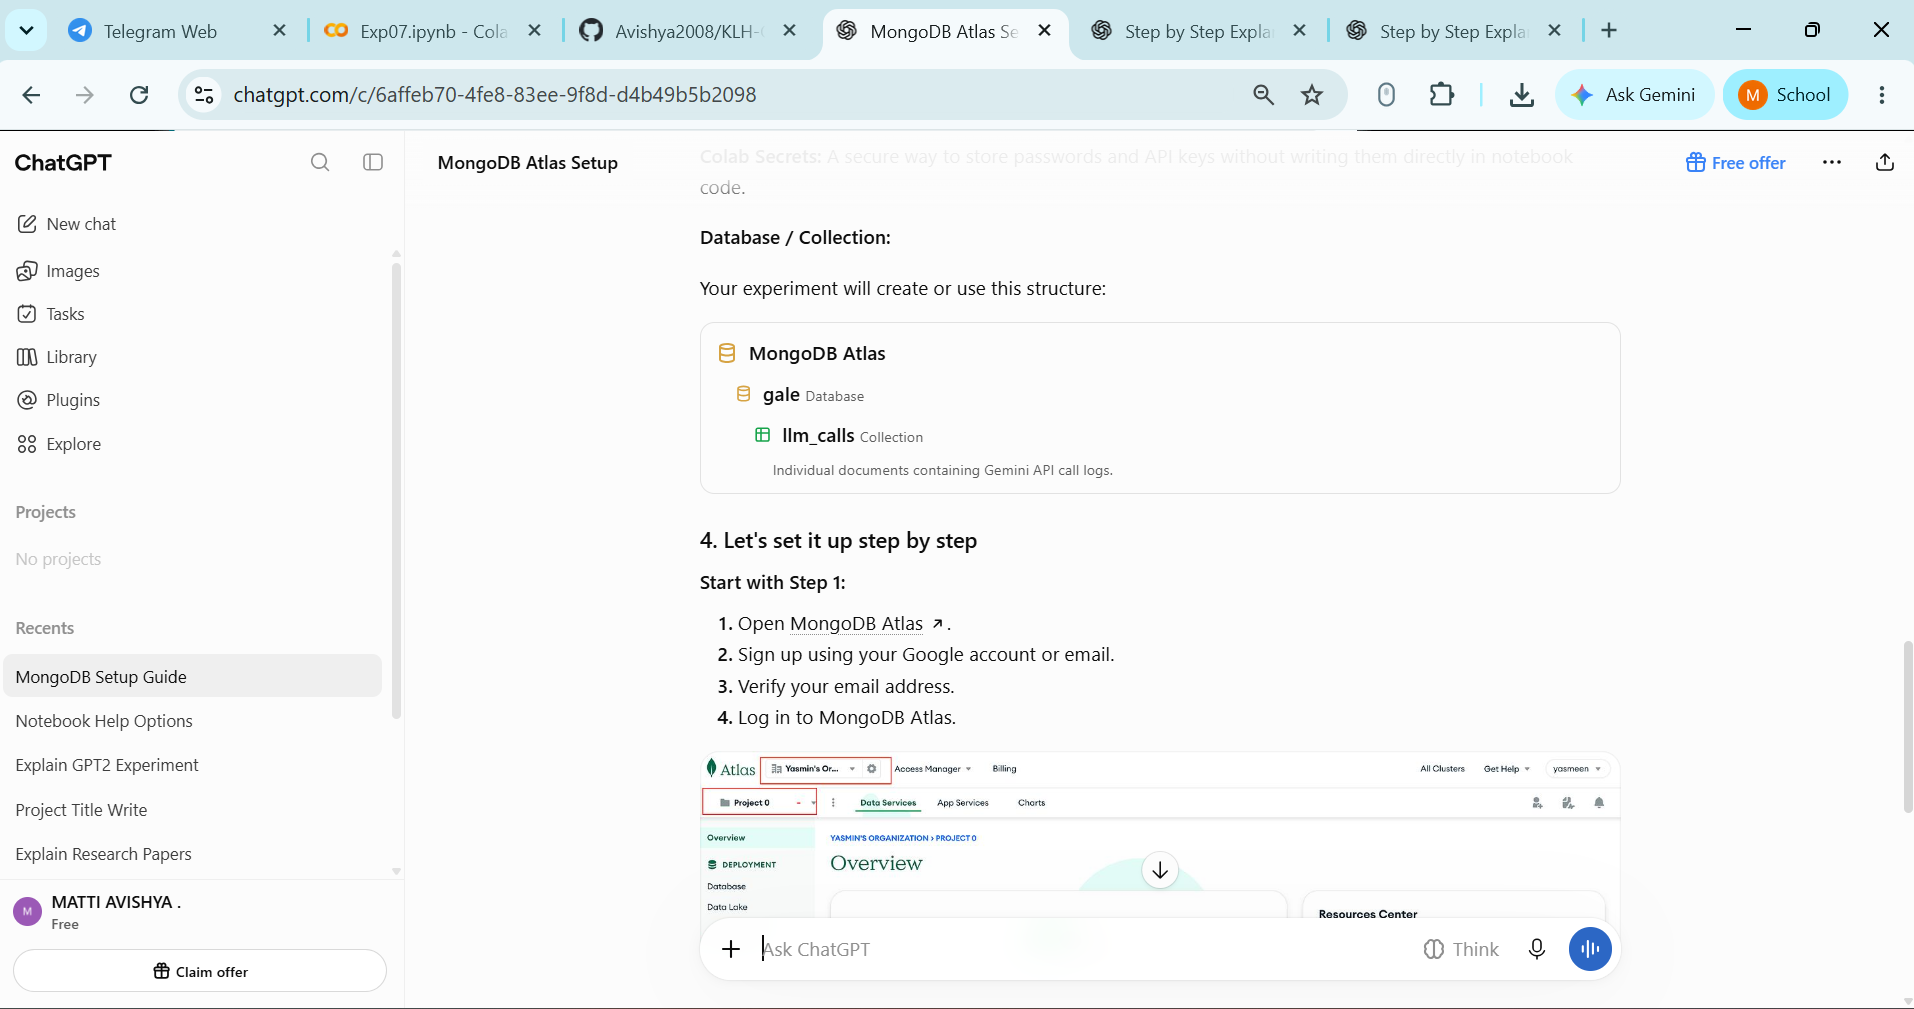 Telegram Web
Exp07.ipynb - Cola
Avishya2008/KLH-
MongoDB Atlas Se
Step by Step Expla
Step by Step Expla
chatgpt.com/c/6affeb70-4fe8-83ee-9f8d-d4b49b5b2098
Ask Gemini
M School
ChatGPT
New chat
Images
Tasks
Library
Plugins
Explore
Projects
No projects
Recents
MongoDB Setup Guide
Notebook Help Options
Explain GPT2 Experiment
Project Title Write
Explain Research Papers
M MATTI AVISHYA .
Free
Claim offer
MongoDB Atlas Setup
Free offer
Colab Secrets: A secure way to store passwords and API keys without writing them directly in notebook
code.
Database / Collection:
Your experiment will create or use this structure:
MongoDB Atlas
gale Database
llm_calls Collection
Individual documents containing Gemini API call logs.
4. Let's set it up step by step
Start with Step 1:
1. Open MongoDB Atlas ↗.
2. Sign up using your Google account or email.
3. Verify your email address.
4. Log in to MongoDB Atlas.
Atlas Yasmin's Or... Access Manager Billing All Clusters Get Help yasmeen
Project 0 Data Services App Services Charts
Overview
YASMIN'S ORGANIZATION > PROJECT 0
DEPLOYMENT
Overview
Database
Data Lake
Resources Center
Ask ChatGPT
Think